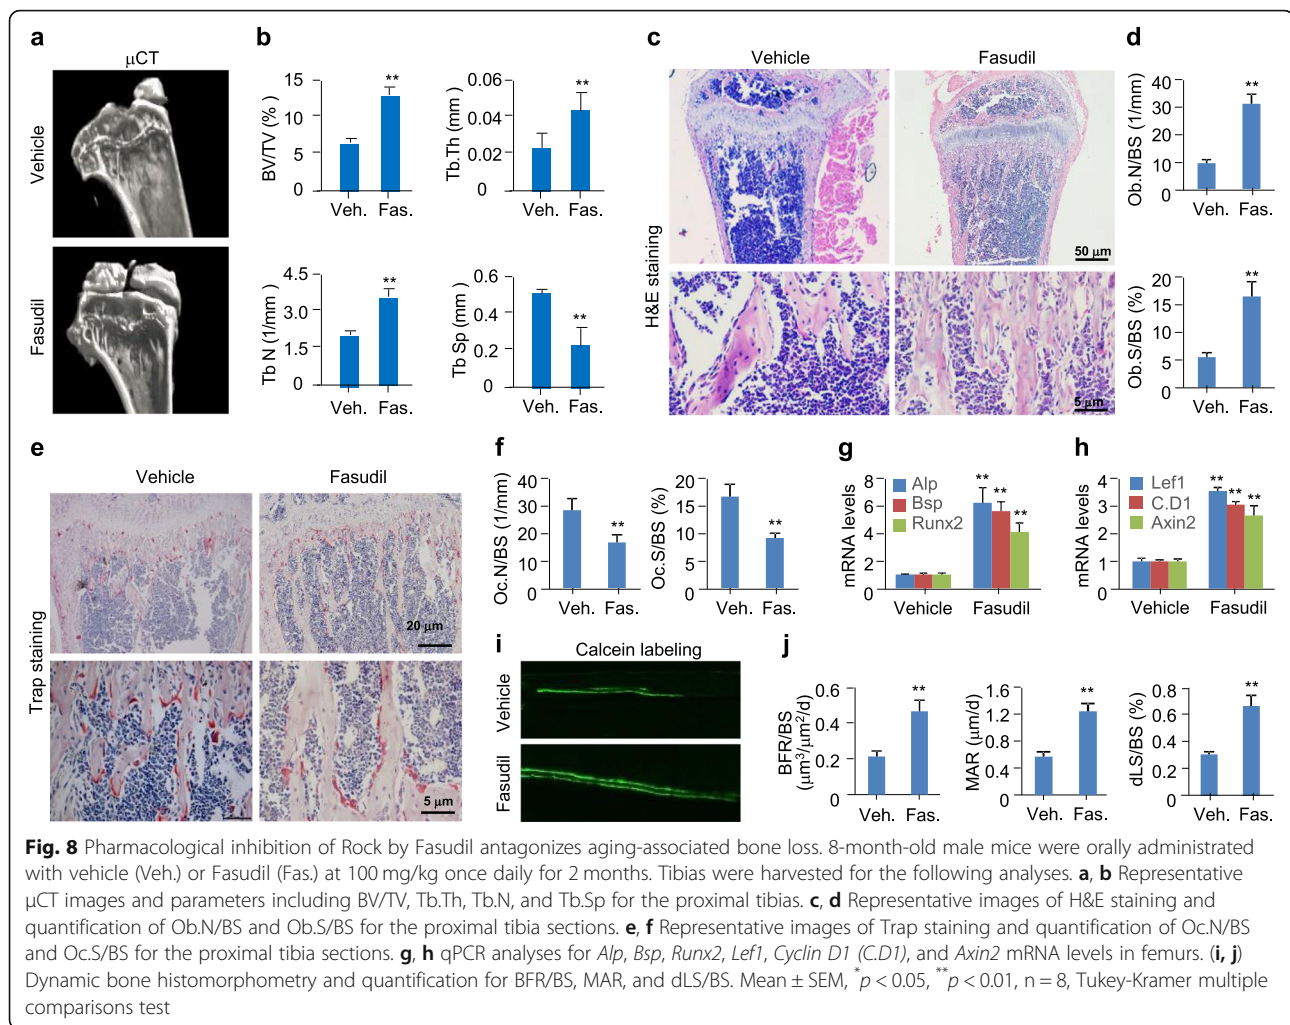 a
μCT
Vehicle
Fasudil
b
BV/TV (%)
15
10
5
0
**
Veh. Fas.
Tb.Th (mm)
0.06
0.04
0.02
0
**
Veh. Fas.
Tb N (1/mm)
4.5
3.0
1.5
0
**
Veh. Fas.
Tb Sp (mm)
0.6
0.4
0.2
0
**
Veh. Fas.
c
Vehicle
Fasudil
H&E staining
50 μm
5 μm
d
Ob.N/BS (1/mm)
40
30
20
10
0
**
Veh. Fas.
Ob.S/BS (%)
20
15
10
5
0
**
Veh. Fas.
e
Vehicle
Fasudil
Trap staining
20 μm
5 μm
f
Oc.N/BS (1/mm)
40
30
20
10
0
**
Veh. Fas.
Oc.S/BS (%)
20
15
10
5
0
**
Veh. Fas.
g
mRNA levels
8
6
4
2
0
Alp
Bsp
Runx2
**
**
**
Vehicle Fasudil
h
mRNA levels
4
3
2
1
0
Lef1
C.D1
Axin2
**
**
**
Vehicle Fasudil
i
Calcein labeling
Vehicle
Fasudil
j
BFR/BS
(μm³/μm²/d)
0.6
0.4
0.2
0
**
Veh. Fas.
MAR (μm/d)
1.6
1.2
0.8
0.4
0
**
Veh. Fas.
dLS/BS (%)
0.8
0.6
0.4
0.2
0
**
Veh. Fas.
Fig. 8 Pharmacological inhibition of Rock by Fasudil antagonizes aging-associated bone loss. 8-month-old male mice were orally administrated
with vehicle (Veh.) or Fasudil (Fas.) at 100 mg/kg once daily for 2 months. Tibias were harvested for the following analyses. a, b Representative
μCT images and parameters including BV/TV, Tb.Th, Tb.N, and Tb.Sp for the proximal tibias. c, d Representative images of H&E staining and
quantification of Ob.N/BS and Ob.S/BS for the proximal tibia sections. e, f Representative images of Trap staining and quantification of Oc.N/BS
and Oc.S/BS for the proximal tibia sections. g, h qPCR analyses for Alp, Bsp, Runx2, Lef1, Cyclin D1 (C.D1), and Axin2 mRNA levels in femurs. (i, j)
Dynamic bone histomorphometry and quantification for BFR/BS, MAR, and dLS/BS. Mean ± SEM, *p < 0.05, **p < 0.01, n = 8, Tukey-Kramer multiple
comparisons test